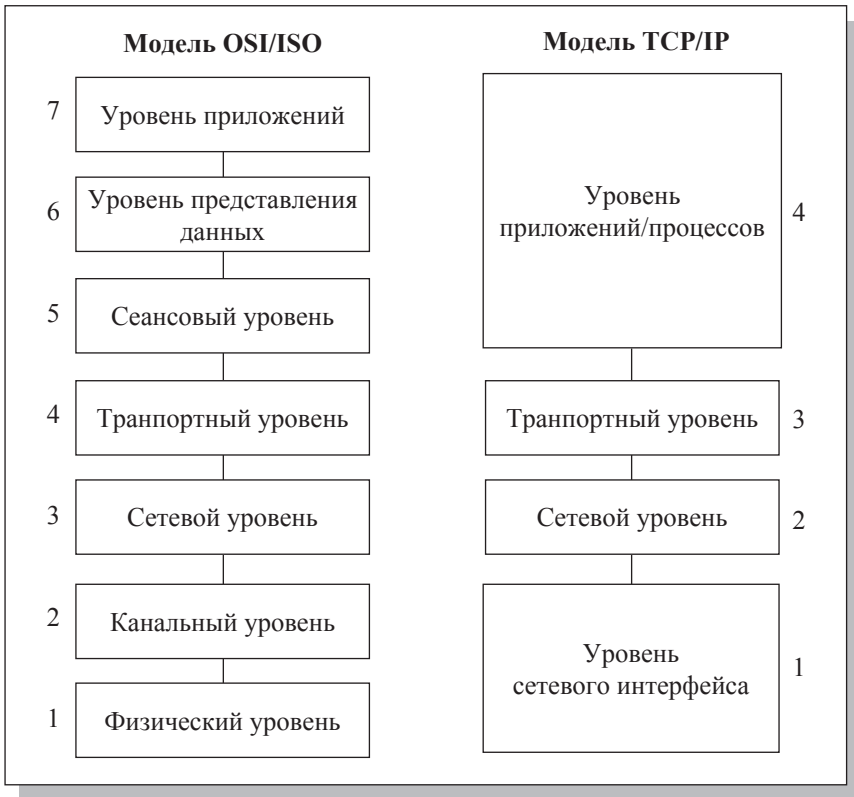 Модель OSI/ISO
7
Уровень приложений
6
Уровень представления
данных
5
Сеансовый уровень
4
Транпортный уровень
3
Сетевой уровень
2
Канальный уровень
1
Физический уровень
Модель TCP/IP
Уровень
приложений/процессов
4
Транпортный уровень
3
Сетевой уровень
2
Уровень
сетевого интерфейса
1